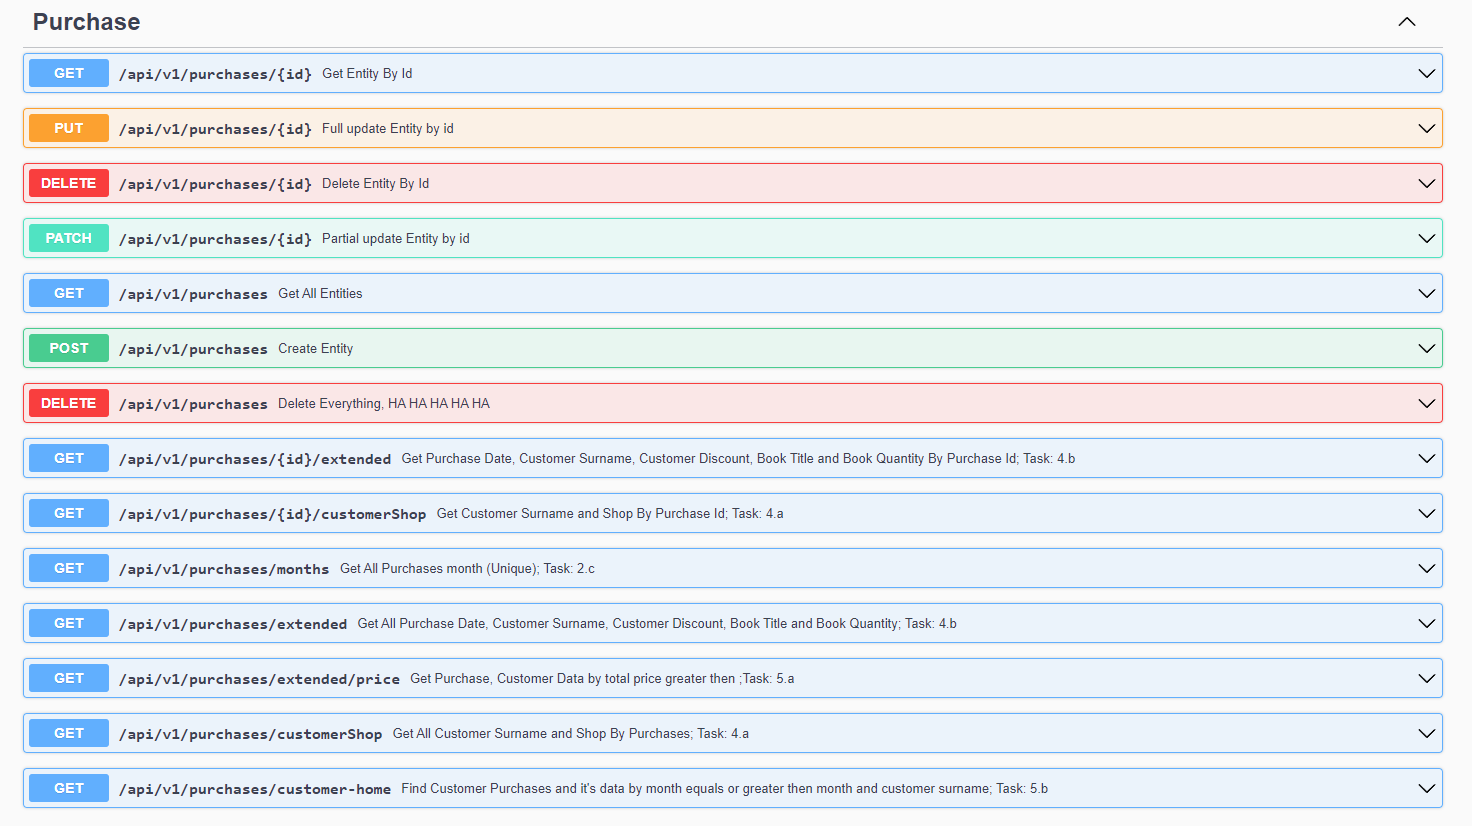 Purchase
GET /api/v1/purchases/{id} Get Entity By Id
PUT /api/v1/purchases/{id} Full update Entity by id
DELETE /api/v1/purchases/{id} Delete Entity By Id
PATCH /api/v1/purchases/{id} Partial update Entity by id
GET /api/v1/purchases Get All Entities
POST /api/v1/purchases Create Entity
DELETE /api/v1/purchases Delete Everything, HA HA HA HA HA
GET /api/v1/purchases/{id}/extended Get Purchase Date, Customer Surname, Customer Discount, Book Title and Book Quantity By Purchase Id; Task: 4.b
GET /api/v1/purchases/{id}/customerShop Get Customer Surname and Shop By Purchase Id; Task: 4.a
GET /api/v1/purchases/months Get All Purchases month (Unique); Task: 2.c
GET /api/v1/purchases/extended Get All Purchase Date, Customer Surname, Customer Discount, Book Title and Book Quantity; Task: 4.b
GET /api/v1/purchases/extended/price Get Purchase, Customer Data by total price greater then ;Task: 5.a
GET /api/v1/purchases/customerShop Get All Customer Surname and Shop By Purchases; Task: 4.a
GET /api/v1/purchases/customer-home Find Customer Purchases and it's data by month equals or greater then month and customer surname; Task: 5.b